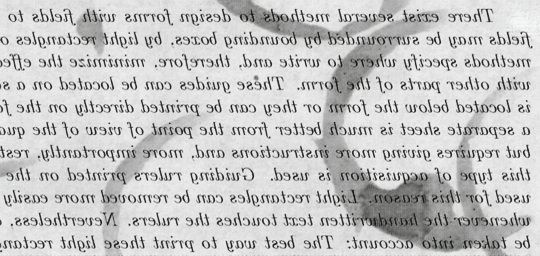 There exist several methods to design forms with fields to
fields may be surrounded by bounding boxes, by light rectangles o
methods specify where to write and, therefore, minimize the effe
with other parts of the form. These guides can be located on a s
is located below the form or they can be printed directly on the f
a separate sheet is much better from the point of view of the qua
but requires giving more instructions and, more importantly, rest
this type of acquisition is used. Guiding rulers printed on the
used for this reason. Light rectangles can be removed more easily
whenever the handwritten text touches the rulers. Nevertheless,
be taken into account: The best way to print these light rectang